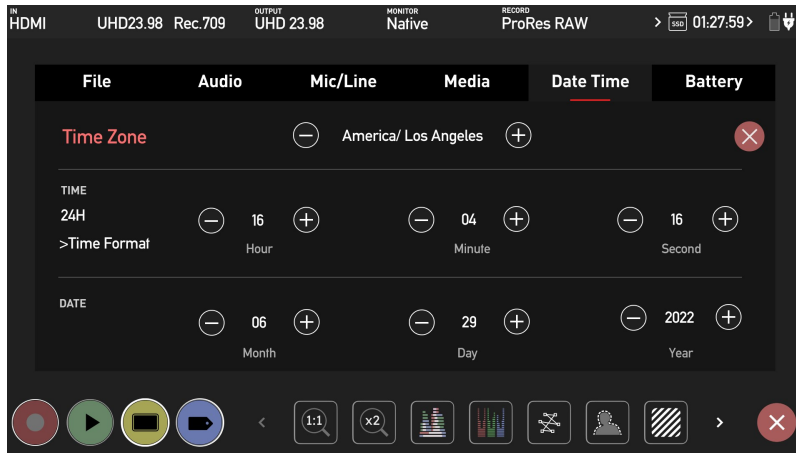 IN OUTPUT MONITOR RECORD
HDMI UHD23.98 Rec.709 UHD 23.98 Native ProRes RAW > SSD 01:27:59 >
File Audio Mic/Line Media Date Time Battery
Time Zone America/ Los Angeles
TIME
24H 16 04 16
>Time Format
Hour Minute Second
DATE
06 29 2022
Month Day Year
1:1 x2